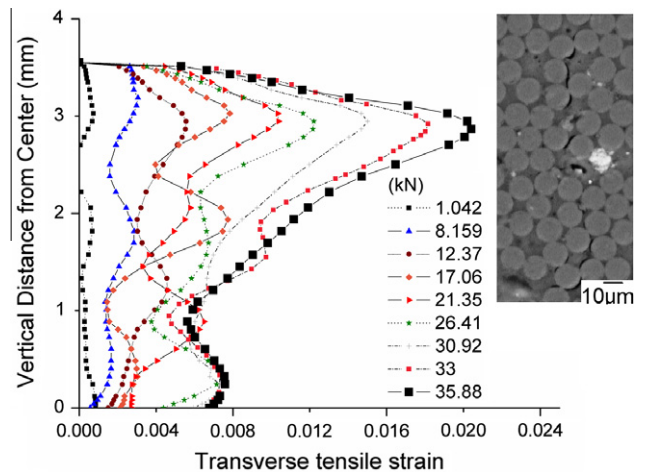 4
3
2
1
0
Vertical Distance from Center (mm)
0.000 0.004 0.008 0.012 0.016 0.020 0.024
Transverse tensile strain
(kN)
1.042
8.159
12.37
17.06
21.35
26.41
30.92
33
35.88
10μm